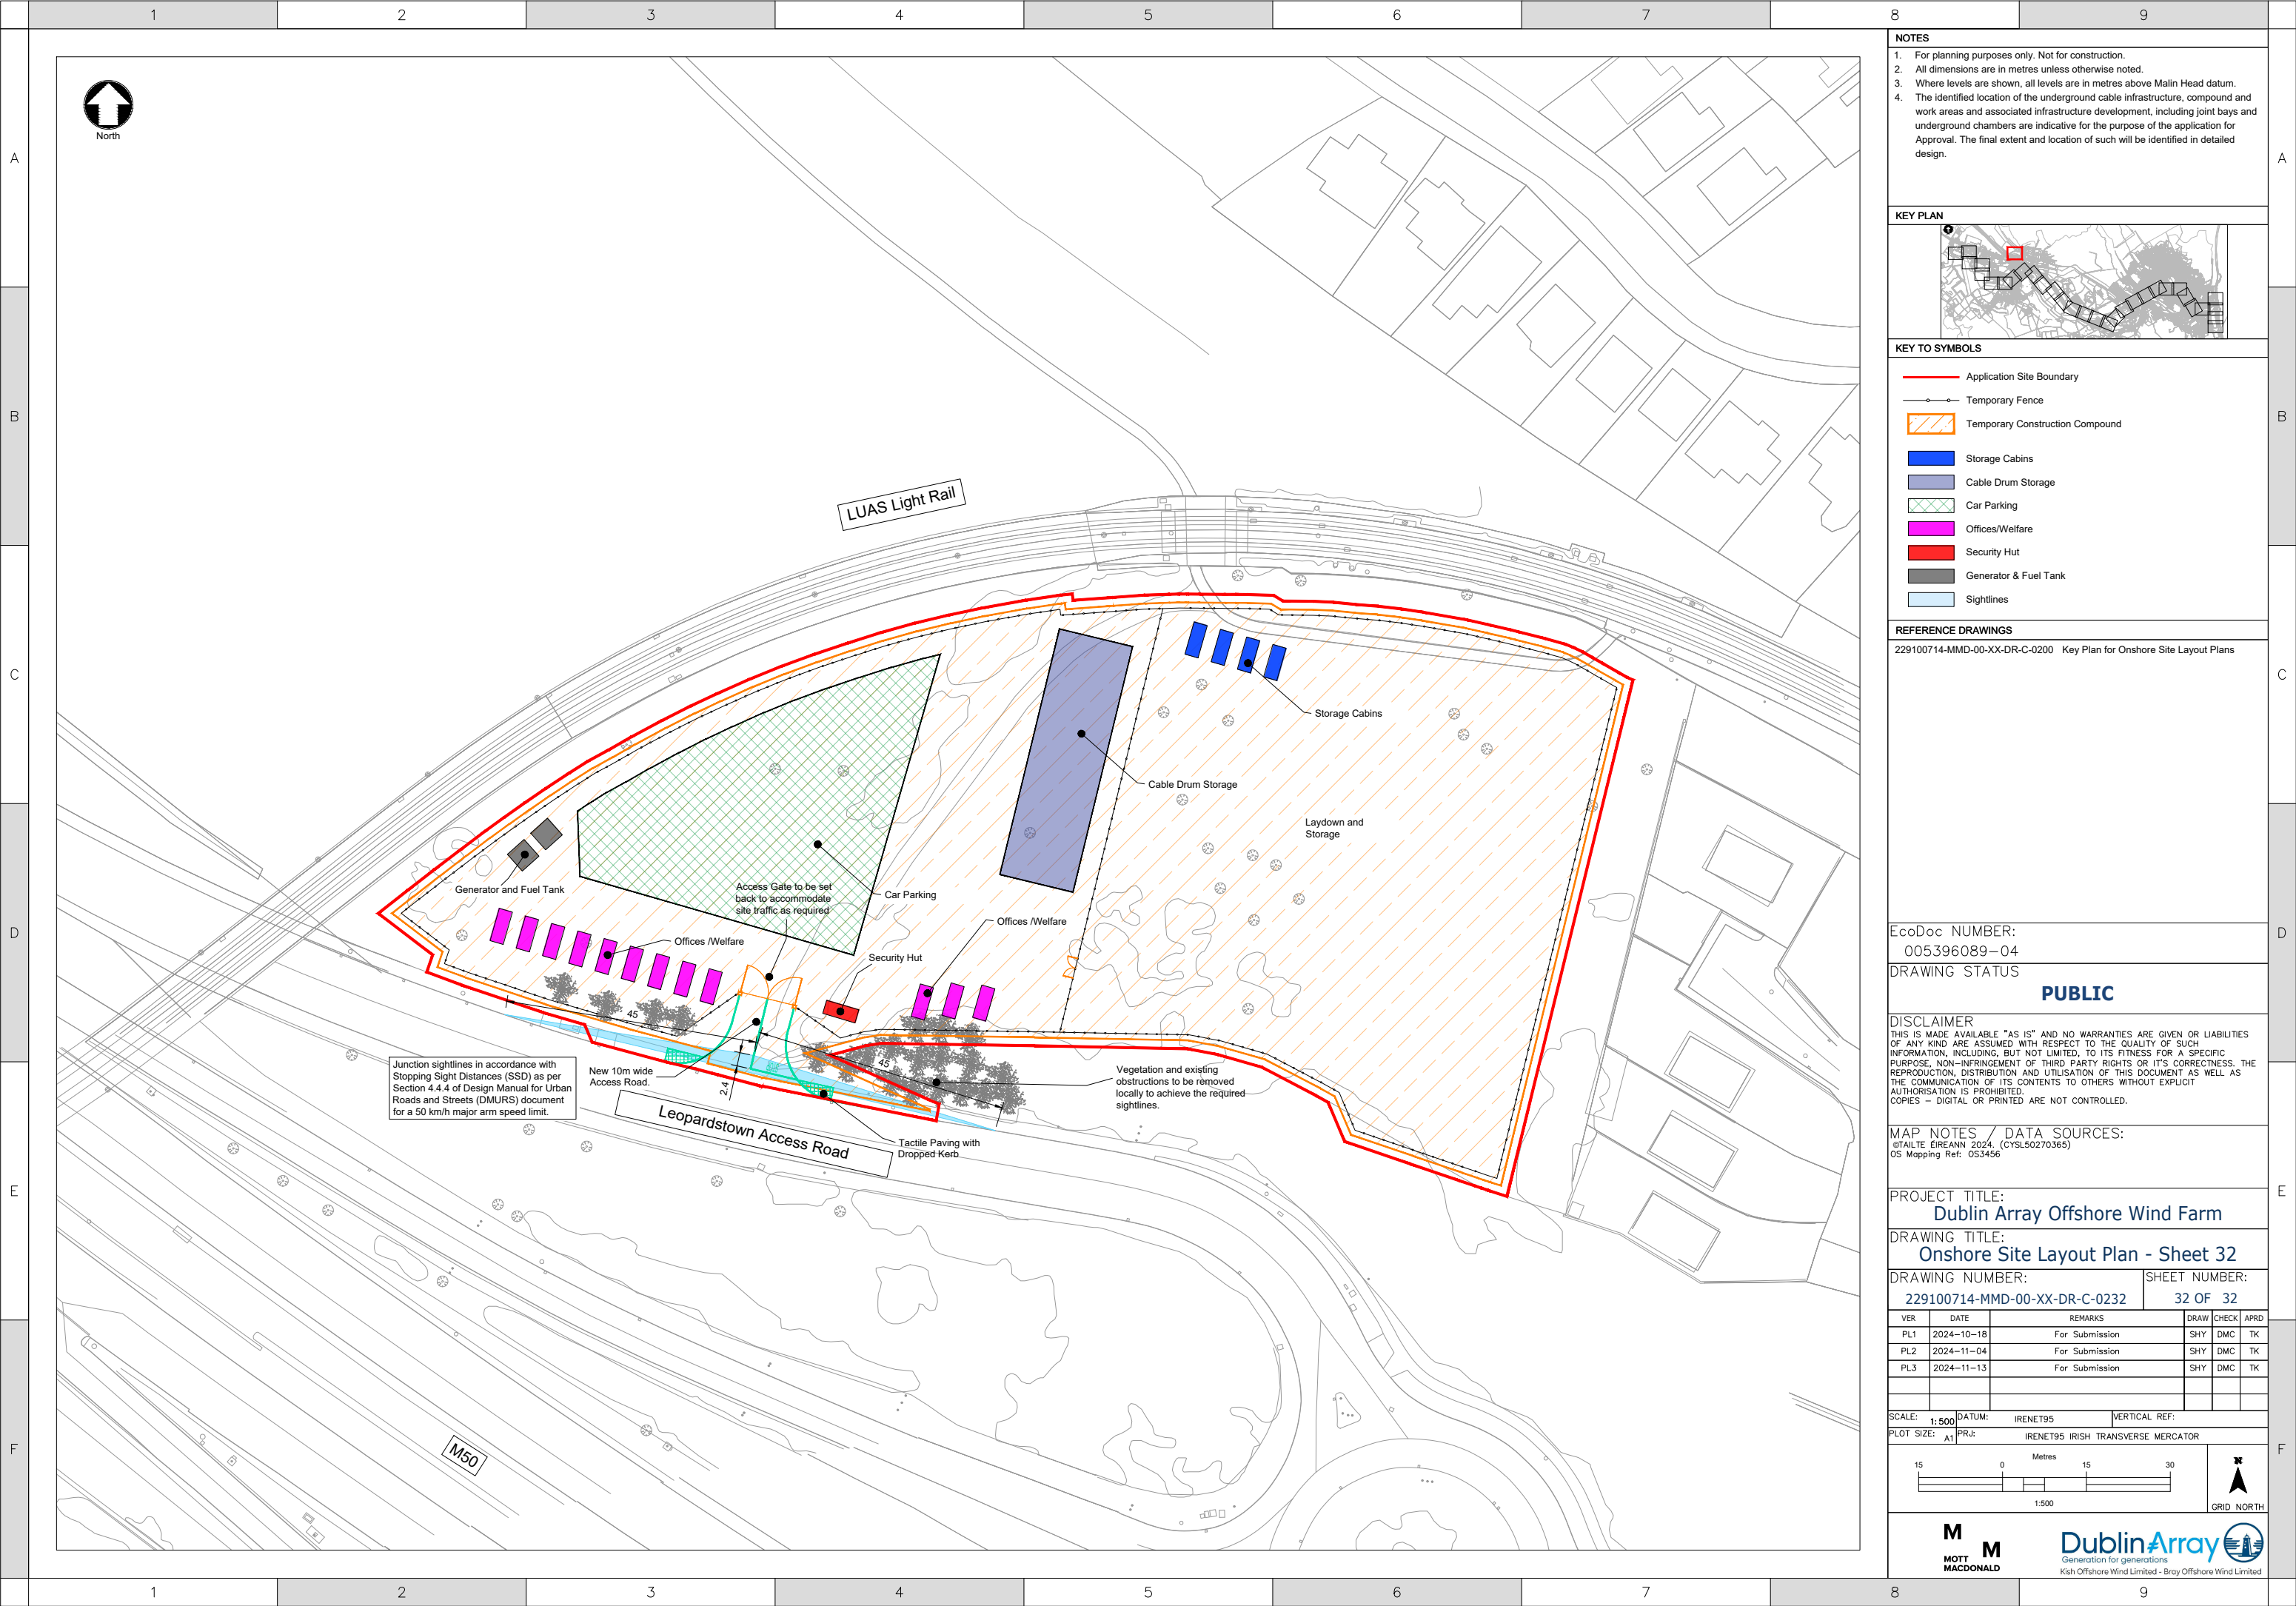 1 2 3 4 5 6 7 8 9
A
B
C
D
E
F
North
LUAS Light Rail
Storage Cabins
Cable Drum Storage
Laydown and
Storage
Generator and Fuel Tank
Access Gate to be set
back to accommodate
site traffic as required
Car Parking
Offices /Welfare
Offices /Welfare
Security Hut
45
45
2.4
Junction sightlines in accordance with
Stopping Sight Distances (SSD) as per
Section 4.4.4 of Design Manual for Urban
Roads and Streets (DMURS) document
for a 50 km/h major arm speed limit.
New 10m wide
Access Road.
Vegetation and existing
obstructions to be removed
locally to achieve the required
sightlines.
Leopardstown Access Road
Tactile Paving with
Dropped Kerb
M50
NOTES
1. For planning purposes only. Not for construction.
2. All dimensions are in metres unless otherwise noted.
3. Where levels are shown, all levels are in metres above Malin Head datum.
4. The identified location of the underground cable infrastructure, compound and
work areas and associated infrastructure development, including joint bays and
underground chambers are indicative for the purpose of the application for
Approval. The final extent and location of such will be identified in detailed
design.
KEY PLAN
KEY TO SYMBOLS
Application Site Boundary
Temporary Fence
Temporary Construction Compound
Storage Cabins
Cable Drum Storage
Car Parking
Offices/Welfare
Security Hut
Generator & Fuel Tank
Sightlines
REFERENCE DRAWINGS
229100714-MMD-00-XX-DR-C-0200 Key Plan for Onshore Site Layout Plans
EcoDoc NUMBER:
005396089-04
DRAWING STATUS
PUBLIC
DISCLAIMER
THIS IS MADE AVAILABLE "AS IS" AND NO WARRANTIES ARE GIVEN OR LIABILITIES
OF ANY KIND ARE ASSUMED WITH RESPECT TO THE QUALITY OF SUCH
INFORMATION, INCLUDING, BUT NOT LIMITED, TO ITS FITNESS FOR A SPECIFIC
PURPOSE, NON-INFRINGEMENT OF THIRD PARTY RIGHTS OR IT'S CORRECTNESS. THE
REPRODUCTION, DISTRIBUTION AND UTILISATION OF THIS DOCUMENT AS WELL AS
THE COMMUNICATION OF ITS CONTENTS TO OTHERS WITHOUT EXPLICIT
AUTHORISATION IS PROHIBITED.
COPIES - DIGITAL OR PRINTED ARE NOT CONTROLLED.
MAP NOTES / DATA SOURCES:
©TAILTE ÉIREANN 2024. (CYSL50270365)
OS Mapping Ref: OS3456
PROJECT TITLE:
Dublin Array Offshore Wind Farm
DRAWING TITLE:
Onshore Site Layout Plan - Sheet 32
DRAWING NUMBER: SHEET NUMBER:
229100714-MMD-00-XX-DR-C-0232 32 OF 32
VER DATE REMARKS DRAW CHECK APRD
PL1 2024-10-18 For Submission SHY DMC TK
PL2 2024-11-04 For Submission SHY DMC TK
PL3 2024-11-13 For Submission SHY DMC TK
SCALE: 1:500 DATUM: IRENET95 VERTICAL REF:
PLOT SIZE: A1 PRJ: IRENET95 IRISH TRANSVERSE MERCATOR
Metres
15 0 15 30
1:500
N
GRID NORTH
M M
MOTT
MACDONALD
Dublin Array
Generation for generations
Kish Offshore Wind Limited - Bray Offshore Wind Limited
A
B
C
D
E
F
1 2 3 4 5 6 7 8 9